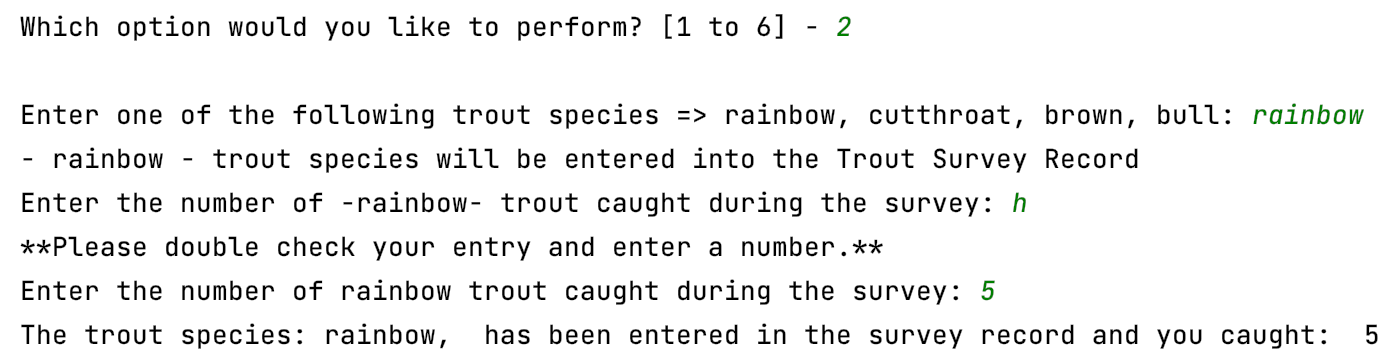 Which option would you like to perform? [1 to 6] - 2
Enter one of the following trout species => rainbow, cutthroat, brown, bull: rainbow
- rainbow - trout species will be entered into the Trout Survey Record
Enter the number of -rainbow- trout caught during the survey: h
**Please double check your entry and enter a number.**
Enter the number of rainbow trout caught during the survey: 5
The trout species: rainbow,  has been entered in the survey record and you caught:  5